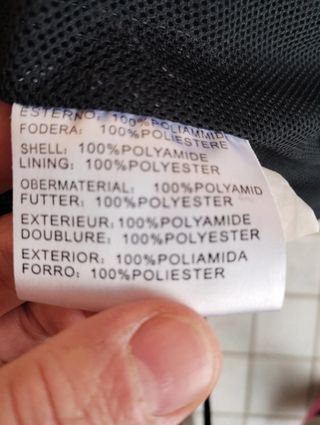 ESTERNO, 100%POLIAMMID
FODERA: 100%POLIESTERE
SHELL: 100%POLYAMIDE
LINING: 100%POLYESTER
OBERMATERIAL: 100%POLYAMID
FUTTER: 100%POLYESTER
EXTERIEUR: 100%POLYAMIDE
DOUBLURE: 100%POLYESTER
EXTERIOR: 100%POLIAMIDA
FORRO: 100%POLIESTER